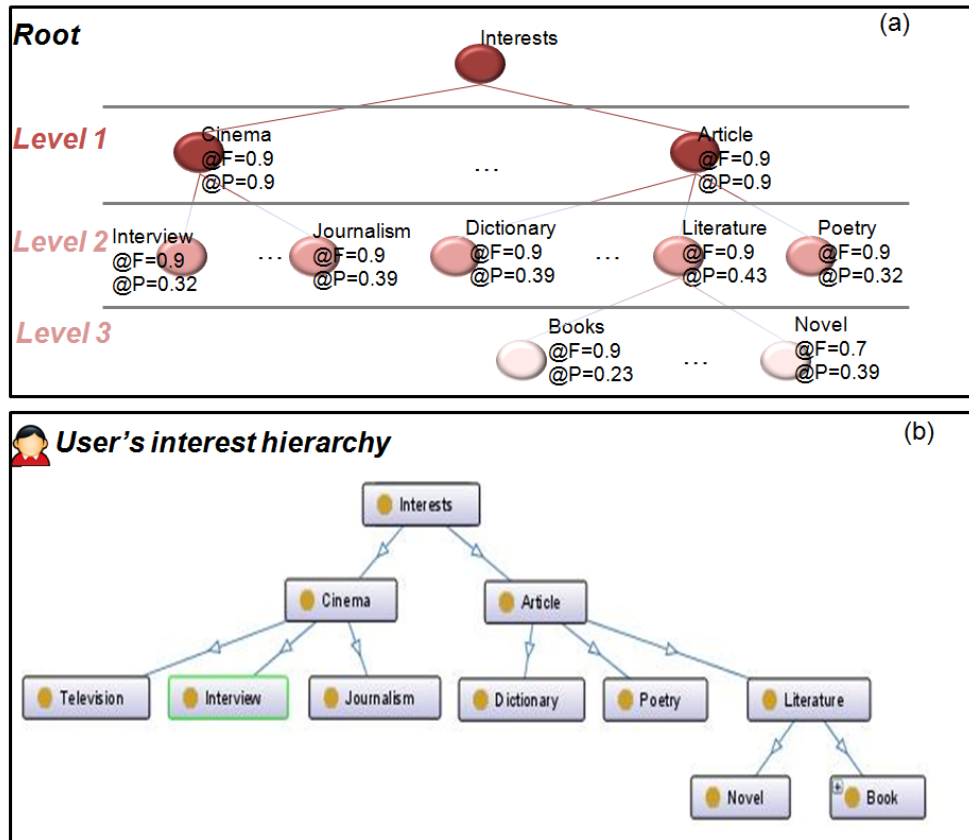 Root
(a)
Interests
Level 1
Cinema
@F=0.9
@P=0.9
...
Article
@F=0.9
@P=0.9
Level 2
Interview
@F=0.9
@P=0.32
...
Journalism
@F=0.9
@P=0.39
Dictionary
@F=0.9
@P=0.39
...
Literature
@F=0.9
@P=0.43
Poetry
@F=0.9
@P=0.32
Level 3
Books
@F=0.9
@P=0.23
...
Novel
@F=0.7
@P=0.39
User's interest hierarchy
(b)
Interests
Cinema
Article
Television
Interview
Journalism
Dictionary
Poetry
Literature
Novel
Book